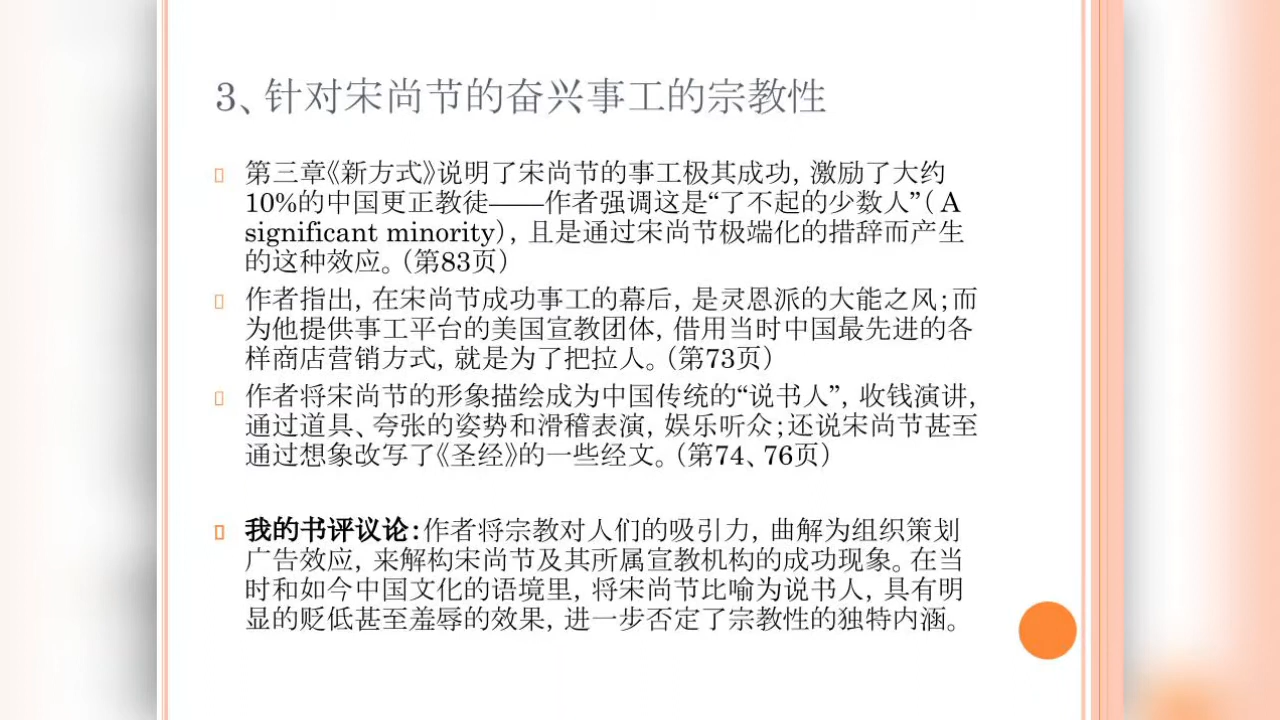 3、针对宋尚节的奋兴事工的宗教性
第三章《新方式》说明了宋尚节的事工极其成功, 激励了大约
10%的中国更正教徒——作者强调这是“了不起的少数人”( A
significant minority), 且是通过宋尚节极端化的措辞而产生
的这种效应。(第83页)
作者指出, 在宋尚节成功事工的幕后, 是灵恩派的大能之风;而
为他提供事工平台的美国宣教团体, 借用当时中国最先进的各
样商店营销方式, 就是为了把拉人。(第73页)
作者将宋尚节的形象描绘成为中国传统的“说书人”, 收钱演讲,
通过道具、夸张的姿势和滑稽表演, 娱乐听众;还说宋尚节甚至
通过想象改写了《圣经》的一些经文。(第74、76页)
我的书评议论:作者将宗教对人们的吸引力, 曲解为组织策划
广告效应, 来解构宋尚节及其所属宣教机构的成功现象。在当
时和如今中国文化的语境里, 将宋尚节比喻为说书人, 具有明
显的贬低甚至羞辱的效果, 进一步否定了宗教性的独特内涵。